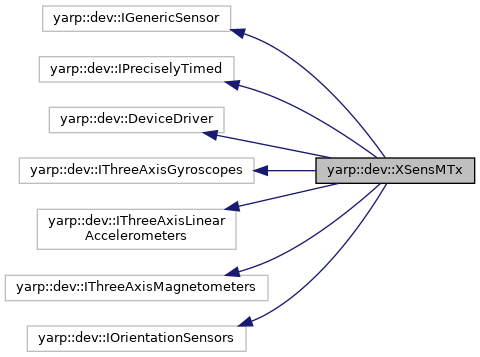 yarp::dev::IGenericSensor
yarp::dev::IPreciselyTimed
yarp::dev::DeviceDriver
yarp::dev::IThreeAxisGyroscopes
yarp::dev::XSensMTx
yarp::dev::IThreeAxisLinear
Accelerometers
yarp::dev::IThreeAxisMagnetometers
yarp::dev::IOrientationSensors